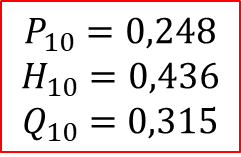 P₁₀ = 0,248
H₁₀ = 0,436
Q₁₀ = 0,315